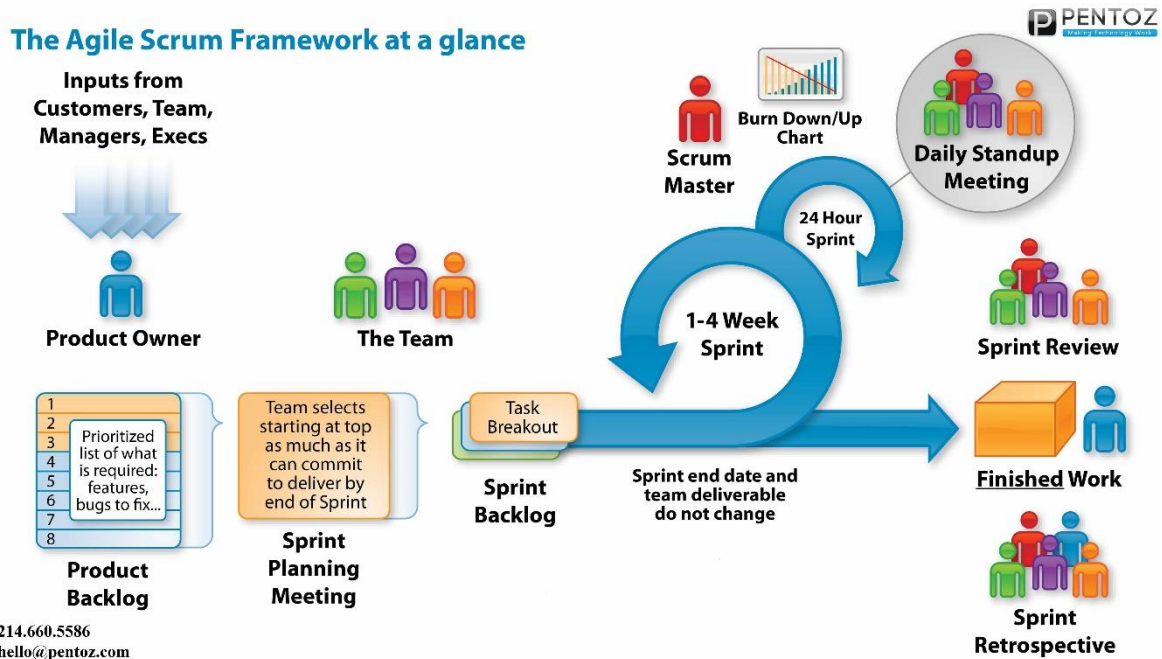 PENTOZ
Making Technology Work
The Agile Scrum Framework at a glance
Inputs from
Customers, Team,
Managers, Execs
Product Owner
The Team
Scrum
Master
Burn Down/Up
Chart
Daily Standup
Meeting
24 Hour
Sprint
1-4 Week
Sprint
Sprint Review
1
2
3
4
5
6
7
8
Prioritized
list of what
is required:
features,
bugs to fix...
Product
Backlog
Team selects
starting at top
as much as it
can commit
to deliver by
end of Sprint
Sprint
Planning
Meeting
Task
Breakout
Sprint
Backlog
Sprint end date and
team deliverable
do not change
Finished Work
Sprint
Retrospective
214.660.5586
hello@pentoz.com